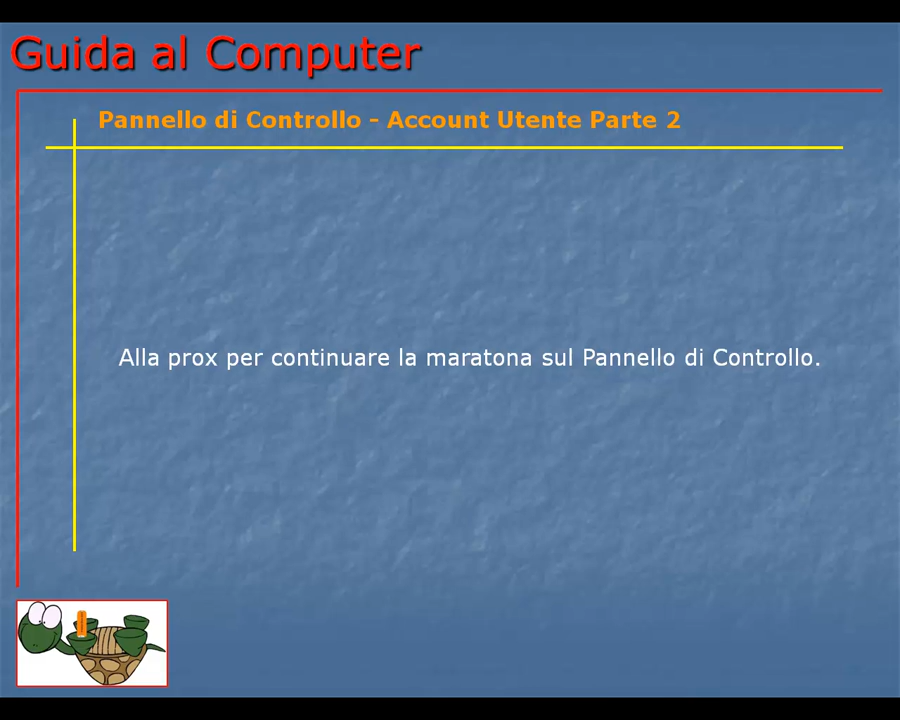 Guida al Computer
Pannello di Controllo - Account Utente Parte 2
Alla prox per continuare la maratona sul Pannello di Controllo.